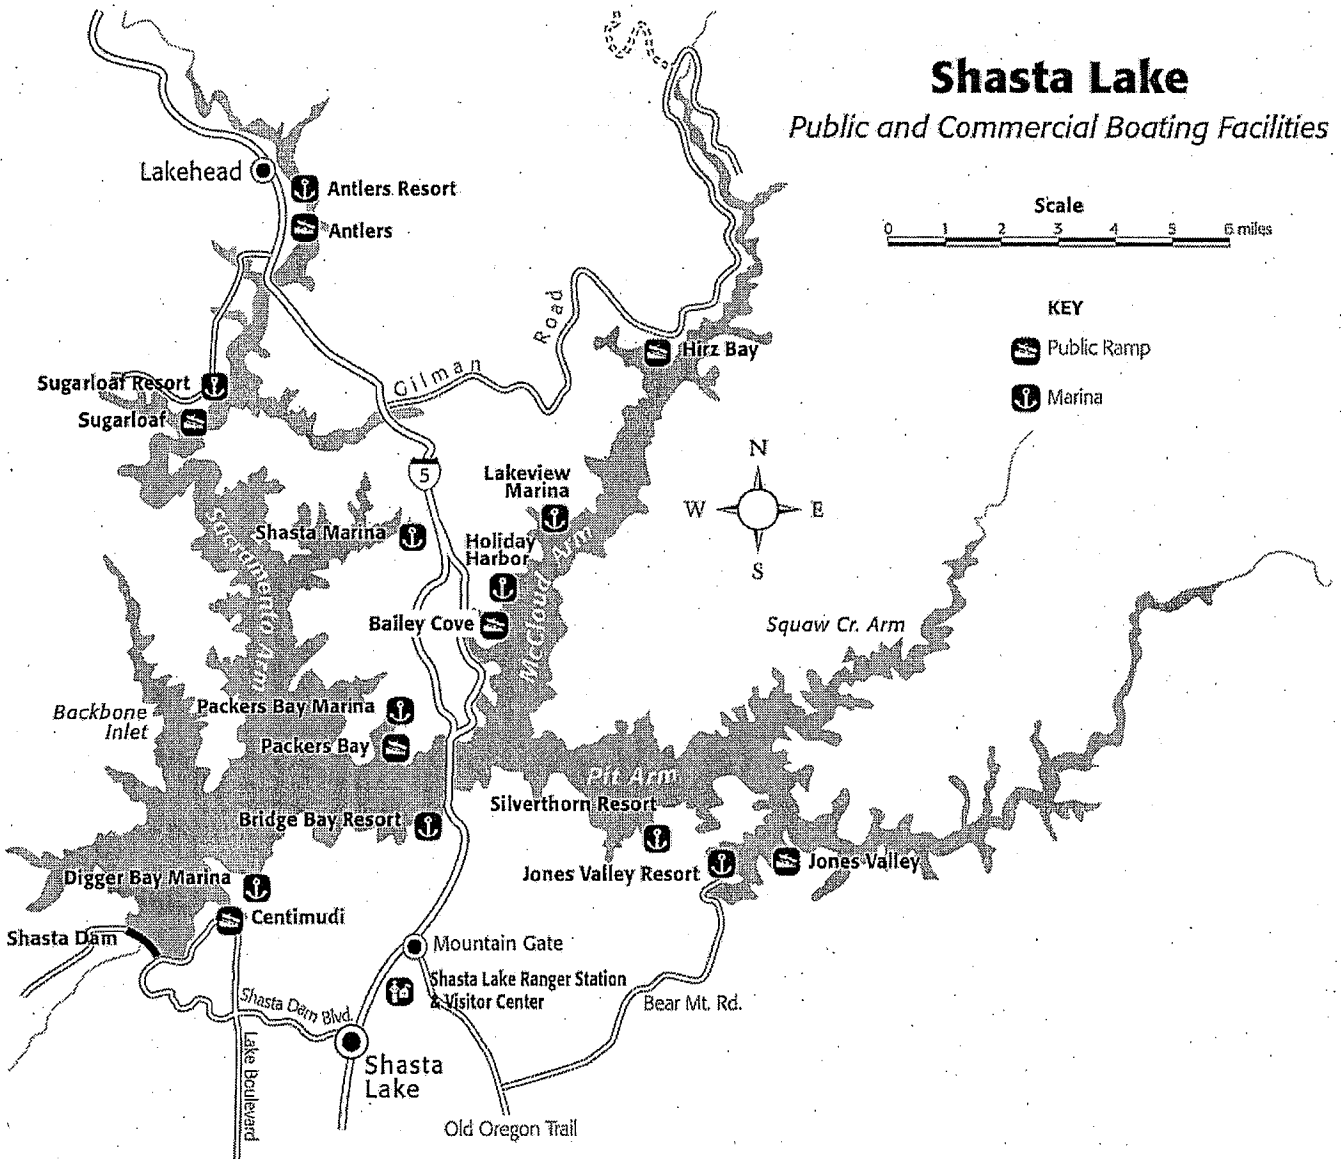 Shasta Lake
Public and Commercial Boating Facilities
Scale
0 1 2 3 4 5 6 miles
KEY
Public Ramp
Marina
Lakehead
Antlers Resort
Antlers
Gilman Road
Hirz Bay
Sugarloaf Resort
Sugarloaf
5
Lakeview
Marina
N
W E
S
Shasta Marina
Holiday
Harbor
Sacramento Arm
McCloud Arm
Bailey Cove
Squaw Cr. Arm
Backbone
Inlet
Packers Bay Marina
Packers Bay
Pit Arm
Silverthorn Resort
Bridge Bay Resort
Jones Valley Resort
Jones Valley
Digger Bay Marina
Centimudi
Shasta Dam
Mountain Gate
Shasta Lake Ranger Station
& Visitor Center
Bear Mt. Rd.
Shasta Dam Blvd.
Lake Boulevard
Shasta
Lake
Old Oregon Trail